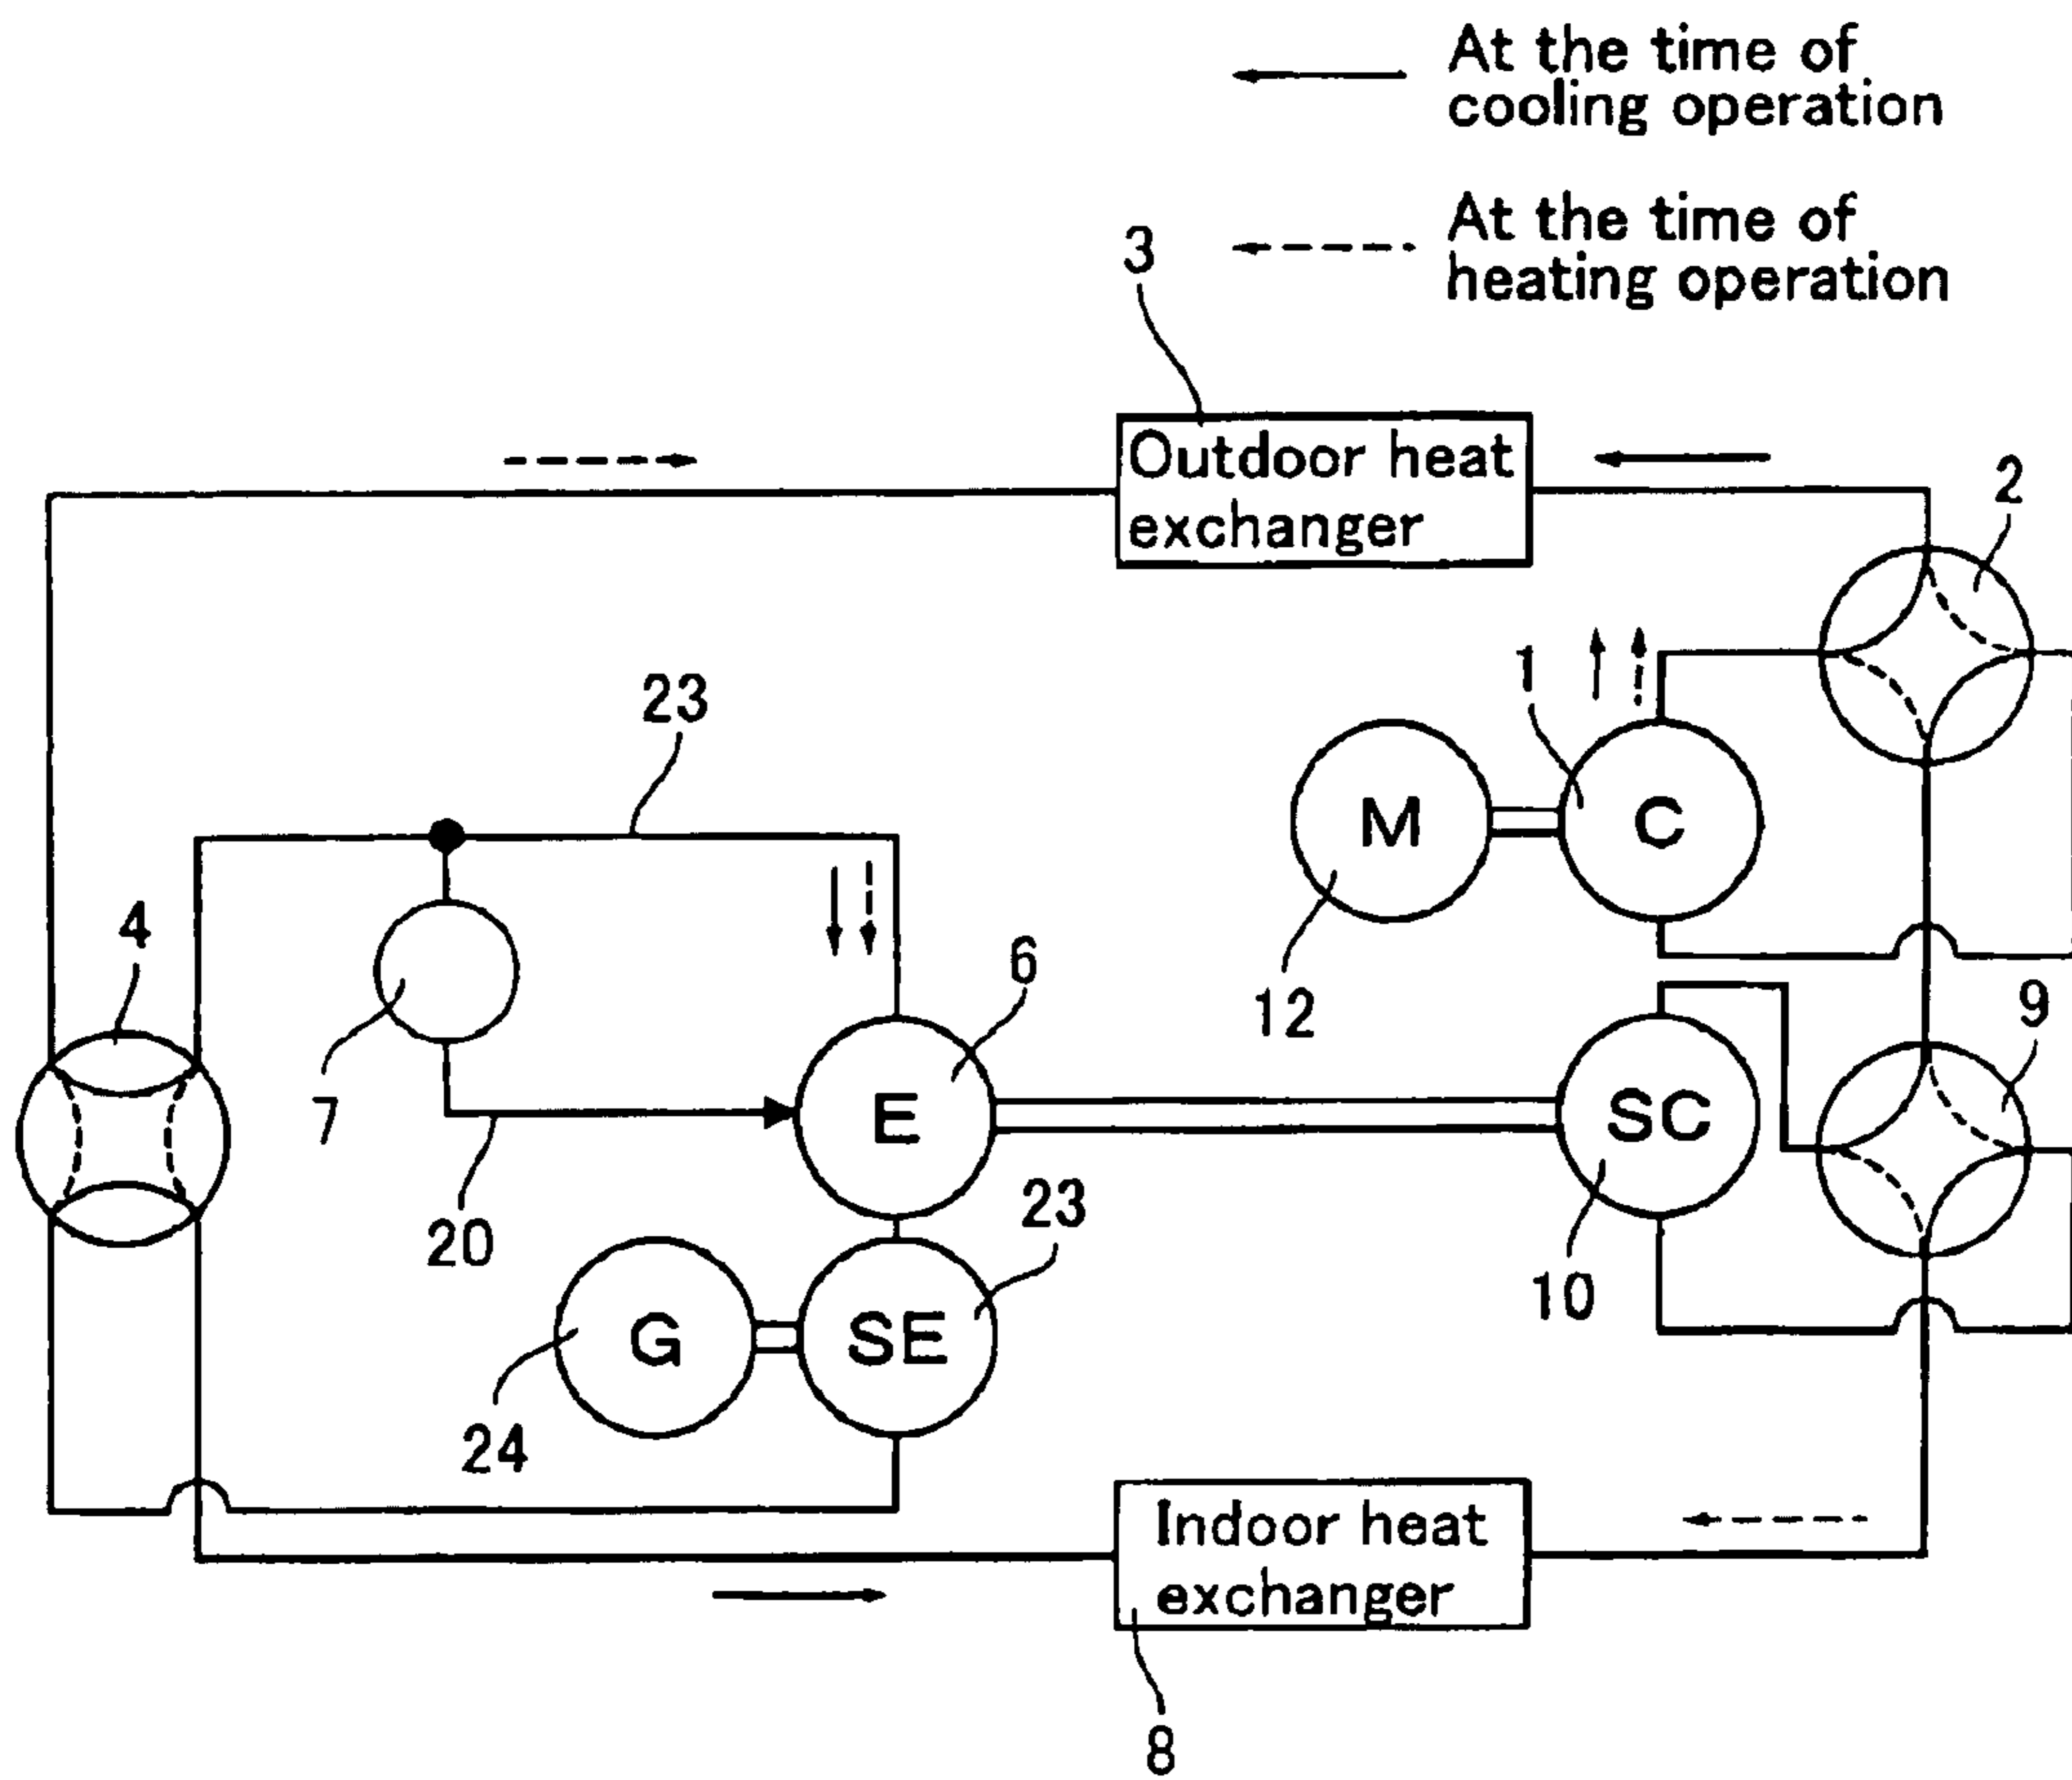 At the time of
cooling operation
At the time of
heating operation
3
Outdoor heat
exchanger
2
1
23
M
C
4
6
12
9
7
E
SC
20
23
10
G
SE
24
Indoor heat
exchanger
8